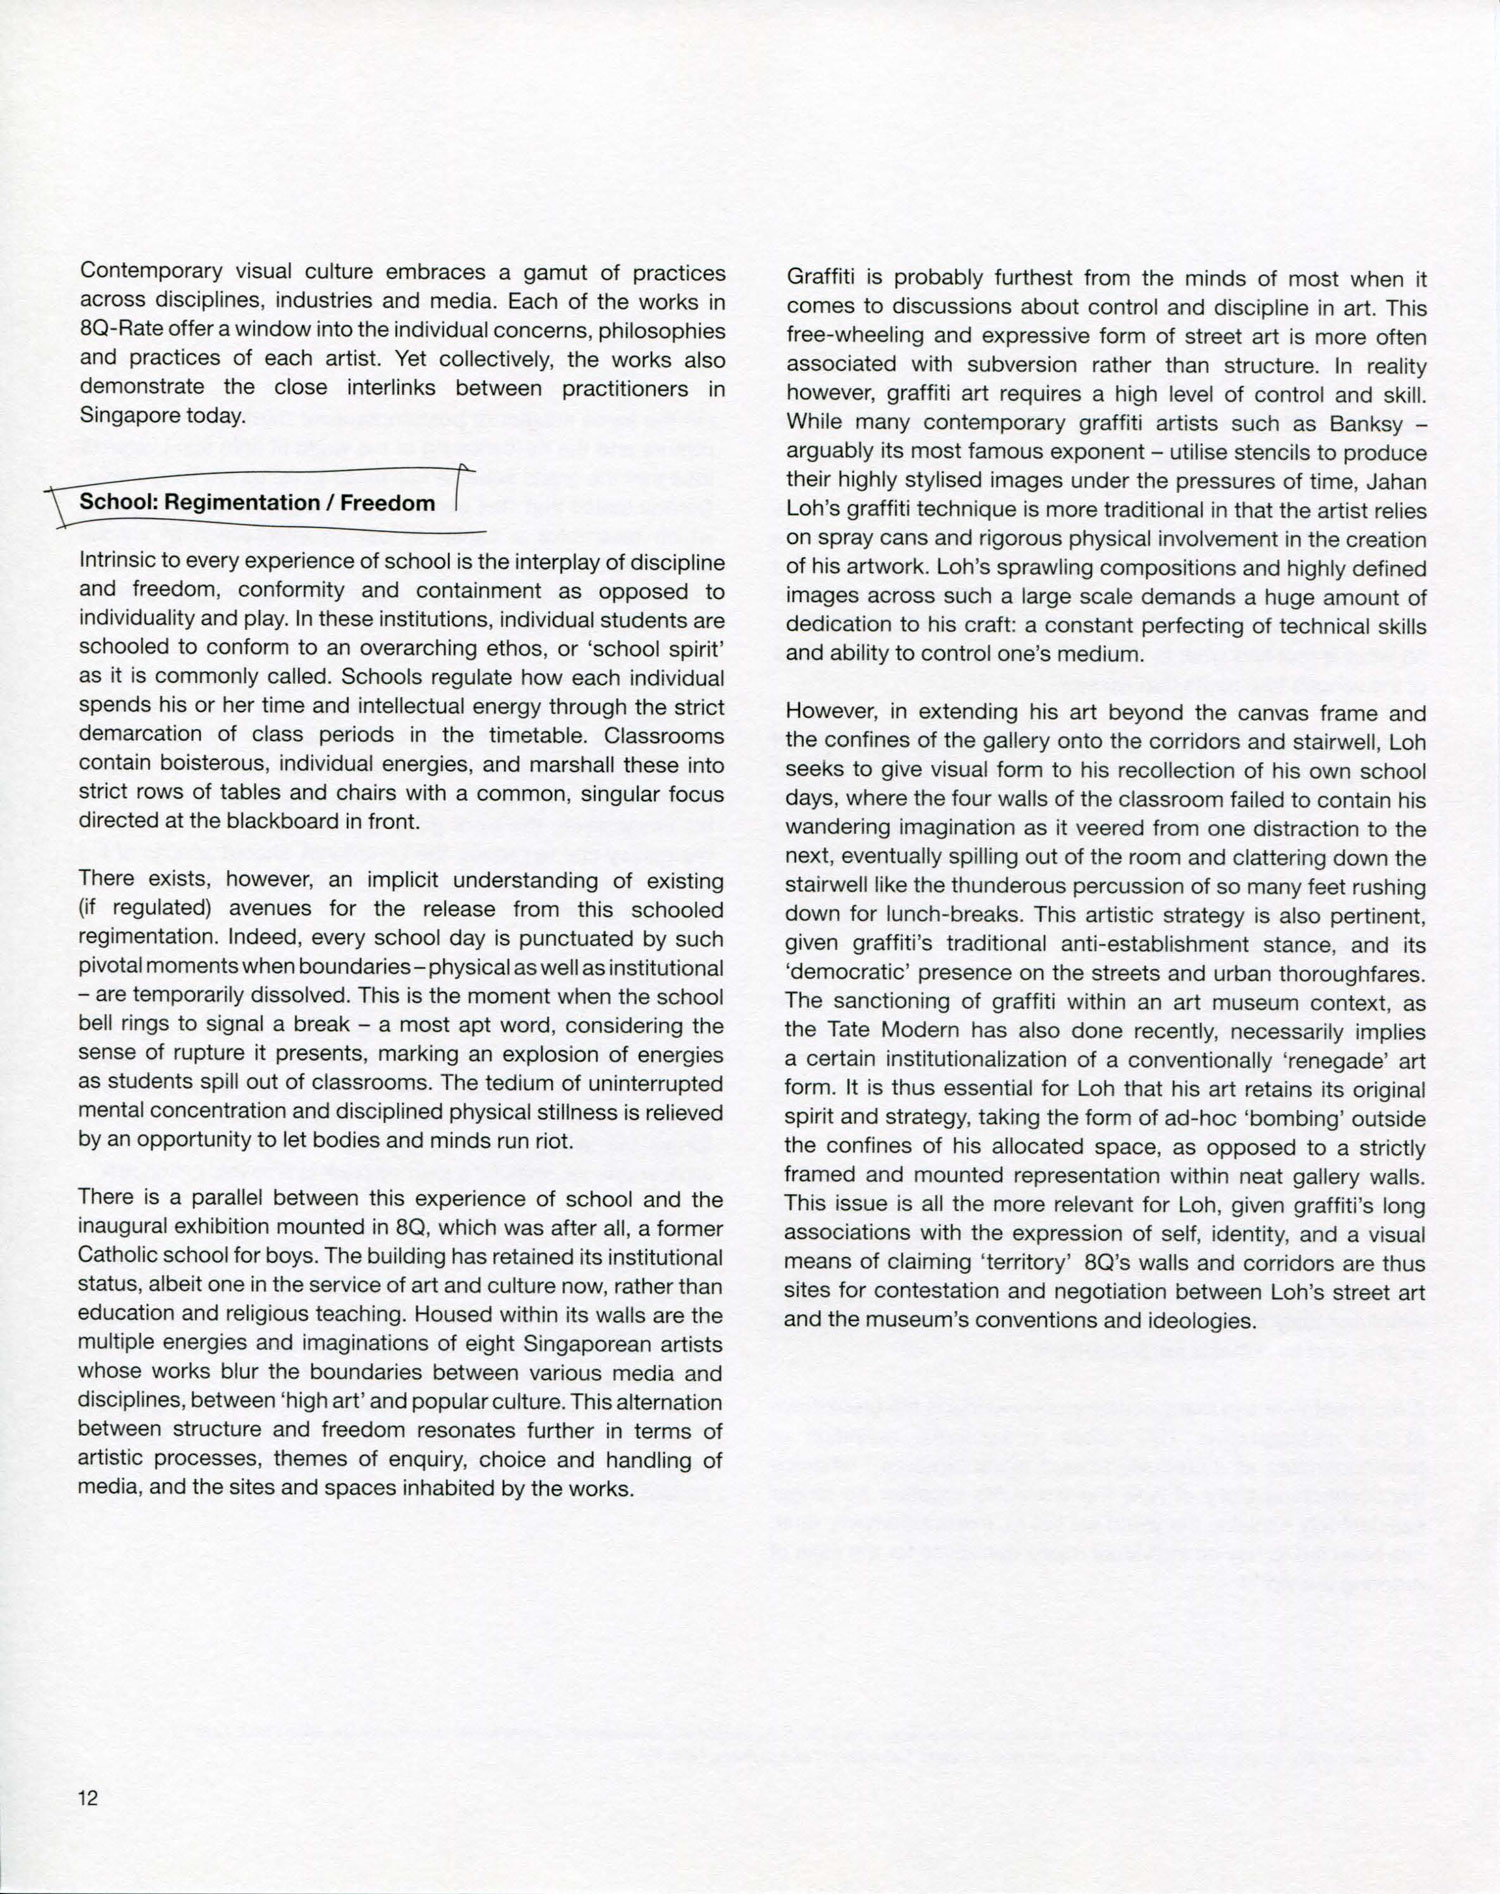 Contemporary visual culture embraces a gamut of practices
across disciplines, industries and media. Each of the works in
8Q-Rate offer a window into the individual concerns, philosophies
and practices of each artist. Yet collectively, the works also
demonstrate the close interlinks between practitioners in
Singapore today.
School: Regimentation / Freedom
Intrinsic to every experience of school is the interplay of discipline
and freedom, conformity and containment as opposed to
individuality and play. In these institutions, individual students are
schooled to conform to an overarching ethos, or ‘school spirit’
as it is commonly called. Schools regulate how each individual
spends his or her time and intellectual energy through the strict
demarcation of class periods in the timetable. Classrooms
contain boisterous, individual energies, and marshall these into
strict rows of tables and chairs with a common, singular focus
directed at the blackboard in front.
There exists, however, an implicit understanding of existing
(if regulated) avenues for the release from this schooled
regimentation. Indeed, every school day is punctuated by such
pivotal moments when boundaries – physical as well as institutional
– are temporarily dissolved. This is the moment when the school
bell rings to signal a break – a most apt word, considering the
sense of rupture it presents, marking an explosion of energies
as students spill out of classrooms. The tedium of uninterrupted
mental concentration and disciplined physical stillness is relieved
by an opportunity to let bodies and minds run riot.
There is a parallel between this experience of school and the
inaugural exhibition mounted in 8Q, which was after all, a former
Catholic school for boys. The building has retained its institutional
status, albeit one in the service of art and culture now, rather than
education and religious teaching. Housed within its walls are the
multiple energies and imaginations of eight Singaporean artists
whose works blur the boundaries between various media and
disciplines, between ‘high art’ and popular culture. This alternation
between structure and freedom resonates further in terms of
artistic processes, themes of enquiry, choice and handling of
media, and the sites and spaces inhabited by the works.
Graffiti is probably furthest from the minds of most when it
comes to discussions about control and discipline in art. This
free-wheeling and expressive form of street art is more often
associated with subversion rather than structure. In reality
however, graffiti art requires a high level of control and skill.
While many contemporary graffiti artists such as Banksy –
arguably its most famous exponent – utilise stencils to produce
their highly stylised images under the pressures of time, Jahan
Loh’s graffiti technique is more traditional in that the artist relies
on spray cans and rigorous physical involvement in the creation
of his artwork. Loh’s sprawling compositions and highly defined
images across such a large scale demands a huge amount of
dedication to his craft: a constant perfecting of technical skills
and ability to control one’s medium.
However, in extending his art beyond the canvas frame and
the confines of the gallery onto the corridors and stairwell, Loh
seeks to give visual form to his recollection of his own school
days, where the four walls of the classroom failed to contain his
wandering imagination as it veered from one distraction to the
next, eventually spilling out of the room and clattering down the
stairwell like the thunderous percussion of so many feet rushing
down for lunch-breaks. This artistic strategy is also pertinent,
given graffiti’s traditional anti-establishment stance, and its
‘democratic’ presence on the streets and urban thoroughfares.
The sanctioning of graffiti within an art museum context, as
the Tate Modern has also done recently, necessarily implies
a certain institutionalization of a conventionally ‘renegade’ art
form. It is thus essential for Loh that his art retains its original
spirit and strategy, taking the form of ad-hoc ‘bombing’ outside
the confines of his allocated space, as opposed to a strictly
framed and mounted representation within neat gallery walls.
This issue is all the more relevant for Loh, given graffiti’s long
associations with the expression of self, identity, and a visual
means of claiming ‘territory’ 8Q’s walls and corridors are thus
sites for contestation and negotiation between Loh’s street art
and the museum’s conventions and ideologies.
12